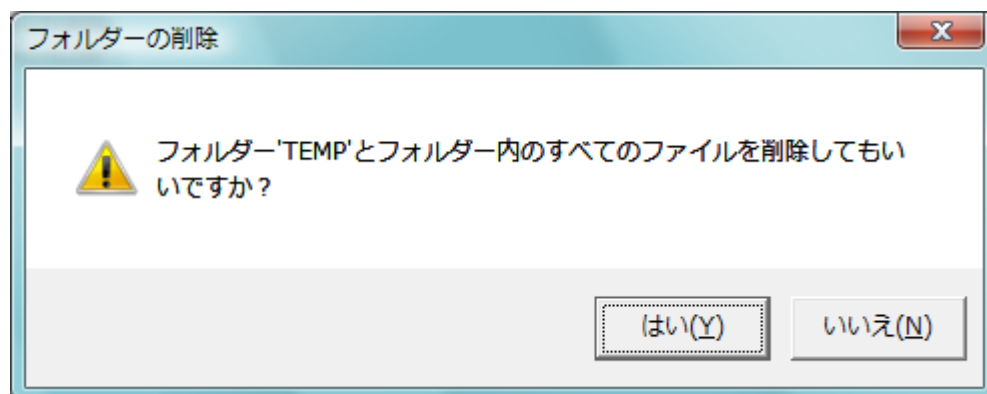 フォルダーの削除
フォルダー'TEMP'とフォルダー内のすべてのファイルを削除してもい
いですか？
はい(Y)
いいえ(N)